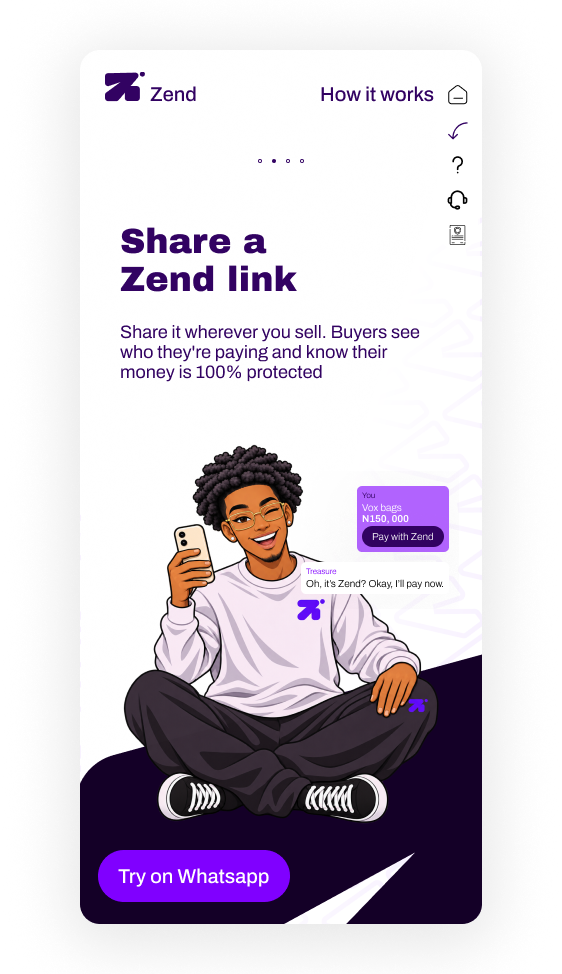 Zend
How it works
Share a
Zend link
Share it wherever you sell. Buyers see
who they're paying and know their
money is 100% protected
You
Vox bags
N150, 000
Pay with Zend
Treasure
Oh, it's Zend? Okay, I'll pay now.
Try on Whatsapp